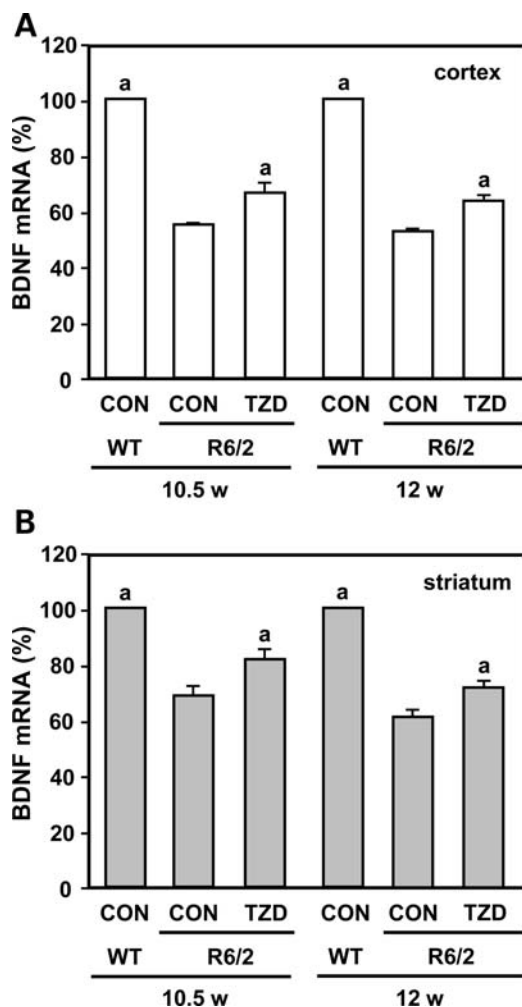 A
120
100
80
60
40
20
0
BDNF mRNA (%)
cortex
a
a
a
a
CON CON TZD CON CON TZD
WT R6/2 WT R6/2
10.5 w 12 w
B
120
100
80
60
40
20
0
BDNF mRNA (%)
striatum
a
a
a
a
CON CON TZD CON CON TZD
WT R6/2 WT R6/2
10.5 w 12 w